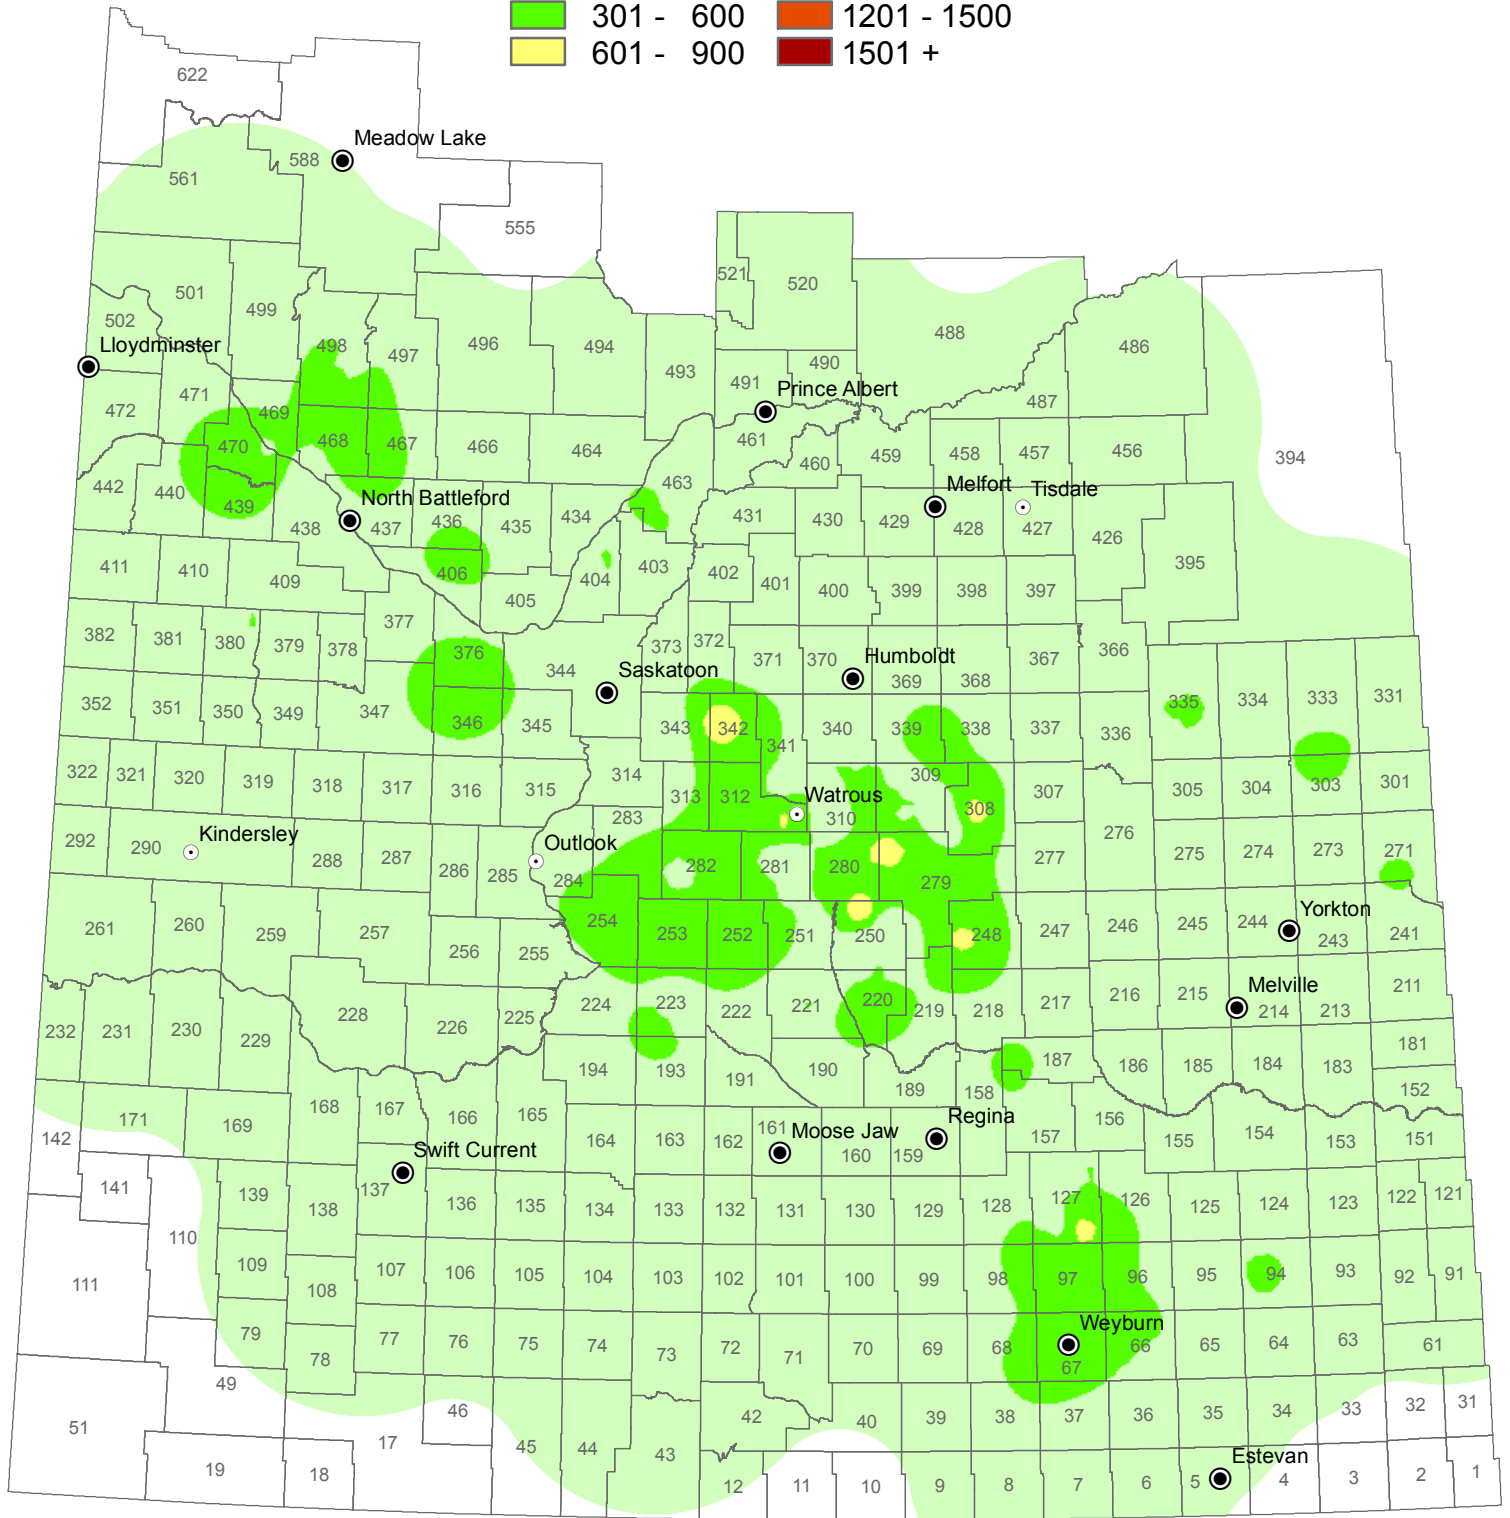 301 - 600 1201 - 1500
601 - 900 1501 +
622
Meadow Lake
588
561
555
521 520
501 499 502
Lloydminster
498 497 496 494 493 488 486
491 490
Prince Albert
487
472 471 469 470 468 467 466 464 461 460 459 458 457 456 394
463
442 440 439 438
North Battleford
437 436 435 434 431 430 429
Melfort
428
Tisdale
427 426 395
411 410 409 406 405 404 403 402 401 400 399 398 397
382 381 380 379 378 377 376 344 373 372 371 370
Humboldt
369 368 367 366
Saskatoon
352 351 350 349 347 346 345 343 342 341 340 339 338 337 336 335 334 333 331
322 321 320 319 318 317 316 315 314 313 312
Watrous
310 309 308 307 305 304 303 301
292 290
Kindersley
288 287 286 285
Outlook
284 283 282 281 280 279 277 276 275 274 273 271
261 260 259 257 256 255 254 253 252 251 250 248 247 246 245 244
Yorkton
243 241
232 231 230 229 228 226 225 224 223 222 221 220 219 218 217 216 215
Melville
214 213 211
194 193 191 190 189 187 186 185 184 183 181
171 169 168 167 166 165 164 163 162 161
Moose Jaw
160 159
Regina
158 157 156 155 154 153 152 151
142 141 139 138 137
Swift Current
136 135 134 133 132 131 130 129 128 127 126 125 124 123 122 121
111 110 109 108 107 106 105 104 103 102 101 100 99 98 97 96 95 94 93 92 91
79 78 77 76 75 74 73 72 71 70 69 68
Weyburn
67 66 65 64 63 61
51 49 46 45 44 43 42 40 39 38 37 36 35 34 33 32 31
19 18 17 12 11 10 9 8 7 6 5
Estevan
4 3 2 1